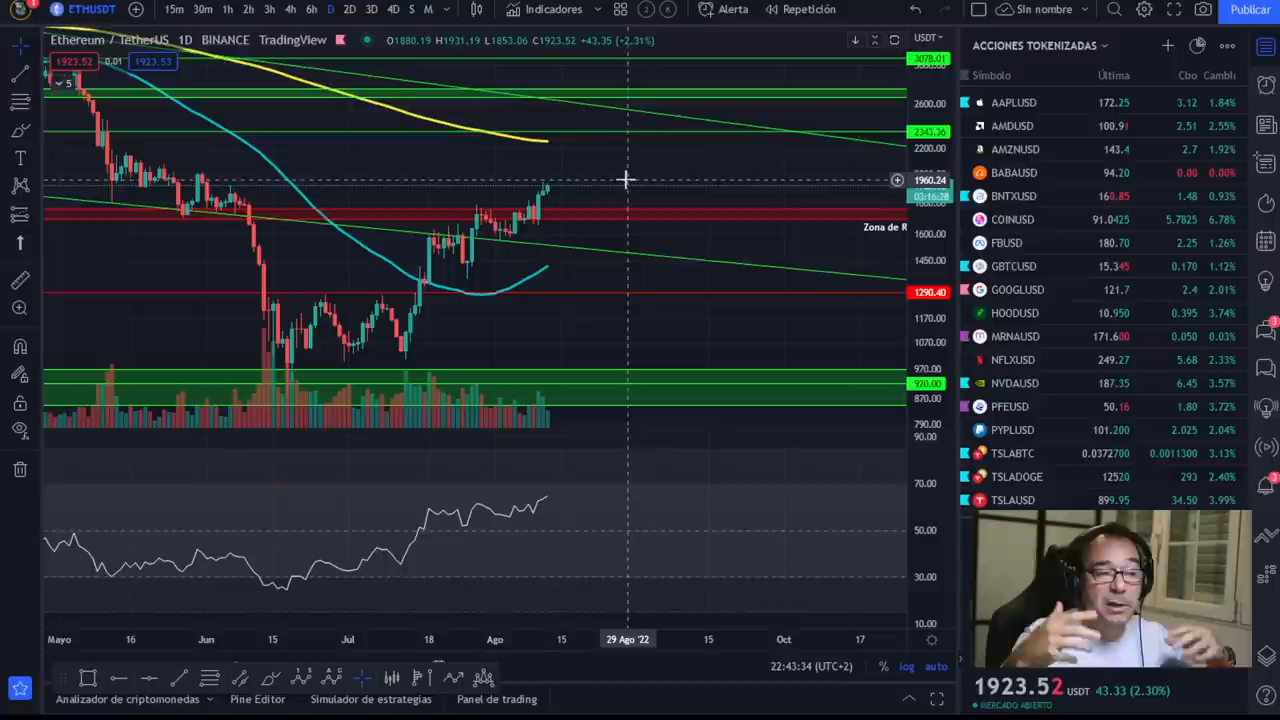 ETHUSDT 15m 30m 1h 2h 3h 4h 6h D 2D 3D 4D S M Indicadores Alerta Repetición Sin nombre Publicar
Ethereum / TetherUS 1D BINANCE TradingView O1880.19 H1931.19 L1853.06 C1923.52 +43.35 (+2.31%) USDT
1923.52 0.01 1923.53
5
3078.01
2600.00
2343.36
2200.00
1960.24
03:16:28
Zona de R
1600.00
1450.00
1290.40
1170.00
1070.00
970.00
920.00
870.00
790.00
90.00
70.00
50.00
30.00
10.00
Mayo 16 Jun 15 Jul 18 Ago 15 29 Ago '22 15 Oct 17
22:43:34 (UTC+2) % log auto
Analizador de criptomonedas Pine Editor Simulador de estrategias Panel de trading
ACCIONES TOKENIZADAS
Símbolo Última Cbo Cambi
AAPLUSD 172.25 3.12 1.84%
AMDUSD 100.91 2.51 2.55%
AMZNUSD 143.4 2.7 1.92%
BABAUSD 94.20 0.00 0.00%
BNTXUSD 160.85 1.48 0.93%
COINUSD 91.0425 5.7825 6.78%
FBUSD 180.70 2.25 1.26%
GBTCUSD 15.345 0.170 1.12%
GOOGLUSD 121.7 2.4 2.01%
HOODUSD 10.950 0.395 3.74%
MRNAUSD 171.600 0.050 0.03%
NFLXUSD 249.27 5.68 2.33%
NVDAUSD 187.35 6.45 3.57%
PFEUSD 50.16 1.80 3.72%
PYPLUSD 101.200 2.025 2.04%
TSLABTC 0.0372700 0.0011300 3.13%
TSLADOGE 12520 293 2.40%
TSLAUSD 899.95 34.50 3.99%
1923.52 USDT 43.33 (2.30%)
MERCADO ABIERTO